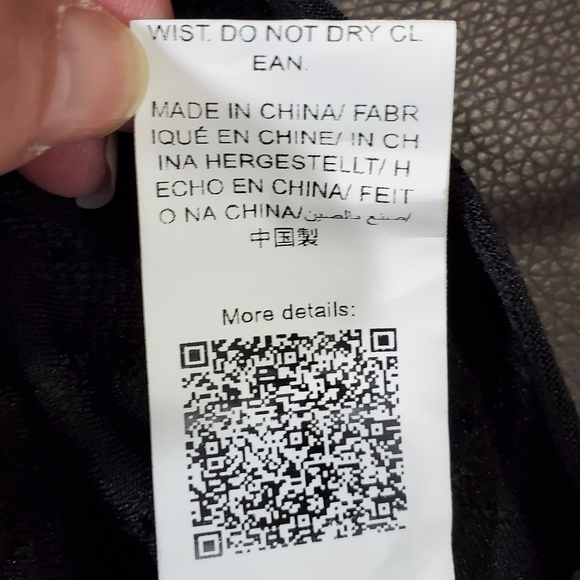 WIST. DO NOT DRY CL
EAN.
MADE IN CHINA/ FABR
IQUÉ EN CHINE/ IN CH
INA HERGESTELLT/ H
ECHO EN CHINA/ FEIT
O NA CHINA/صنع بالصين/
中国製
More details: